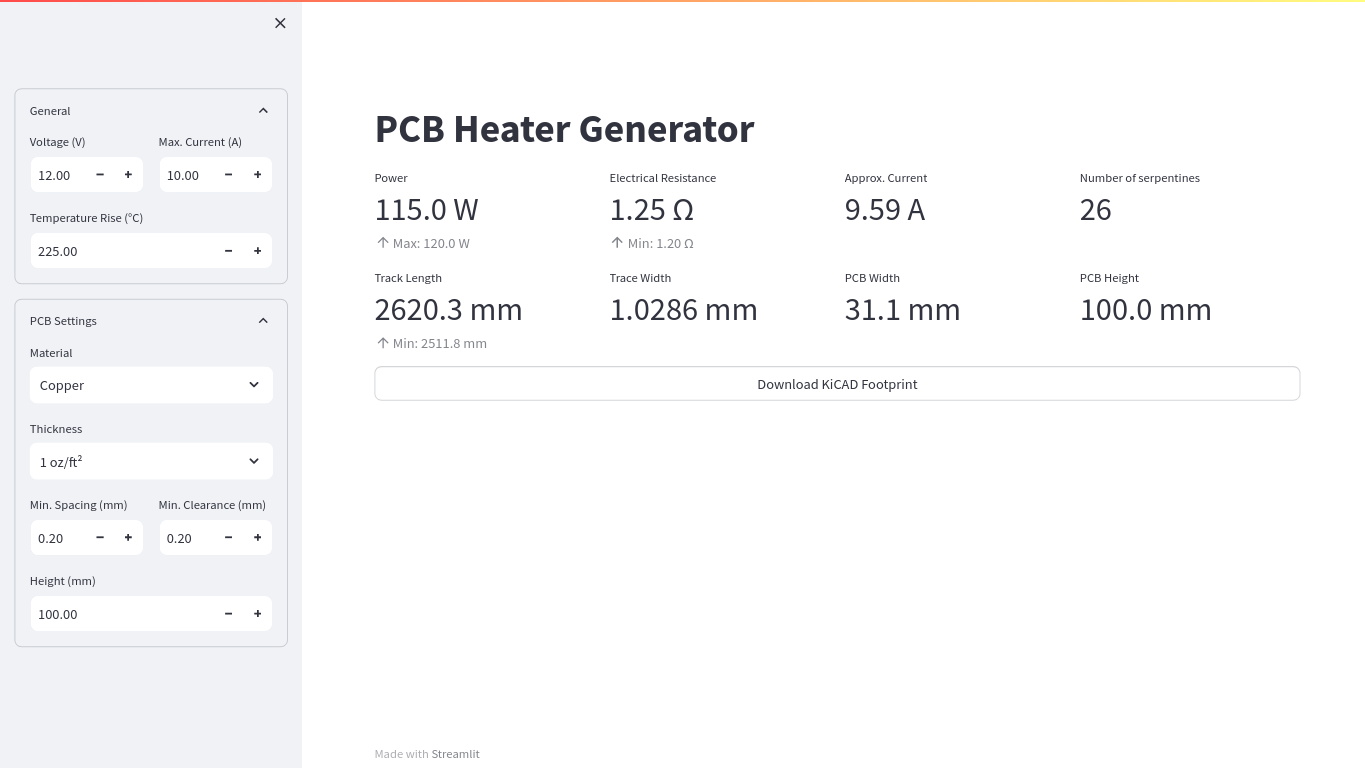 General
Voltage (V) Max. Current (A)
12.00 − + 10.00 − +
Temperature Rise (°C)
225.00 − +
PCB Settings
Material
Copper
Thickness
1 oz/ft²
Min. Spacing (mm) Min. Clearance (mm)
0.20 − + 0.20 − +
Height (mm)
100.00 − +
PCB Heater Generator
Power Electrical Resistance Approx. Current Number of serpentines
115.0 W 1.25 Ω 9.59 A 26
↑ Max: 120.0 W ↑ Min: 1.20 Ω
Track Length Trace Width PCB Width PCB Height
2620.3 mm 1.0286 mm 31.1 mm 100.0 mm
↑ Min: 2511.8 mm
Download KiCAD Footprint
Made with Streamlit